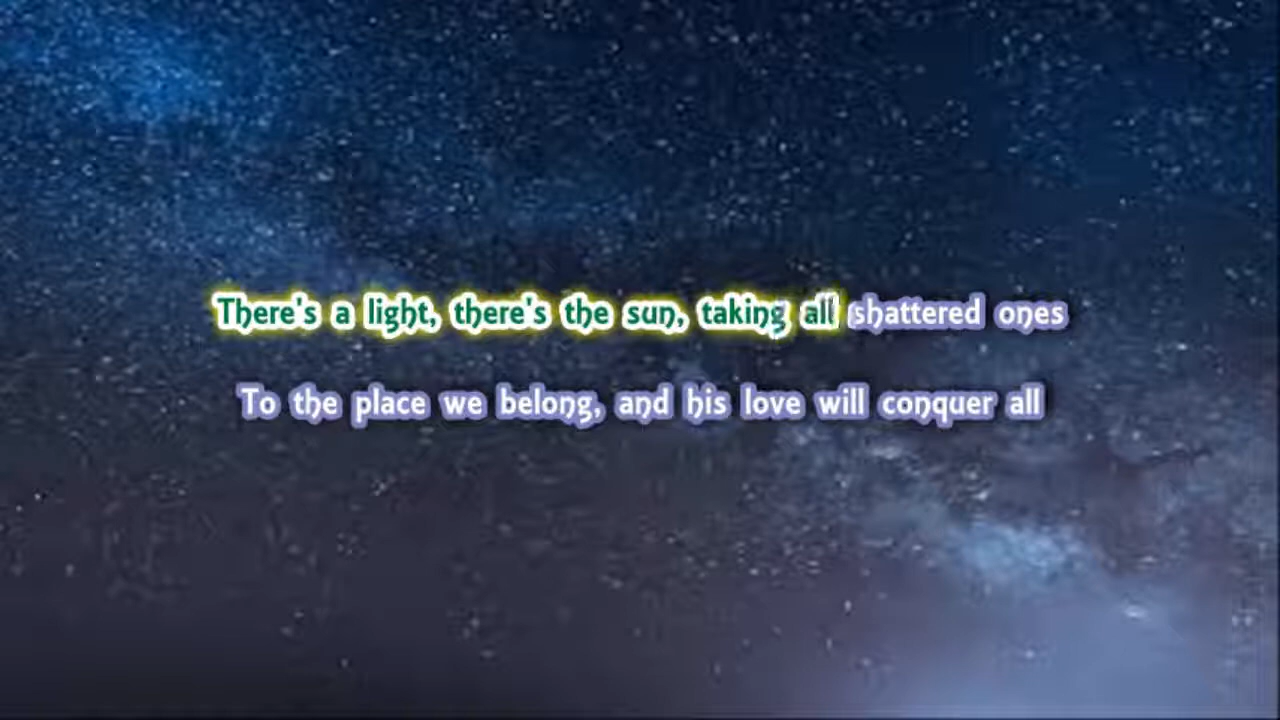 There's a light, there's the sun, taking all shattered ones
To the place we belong, and his love will conquer all